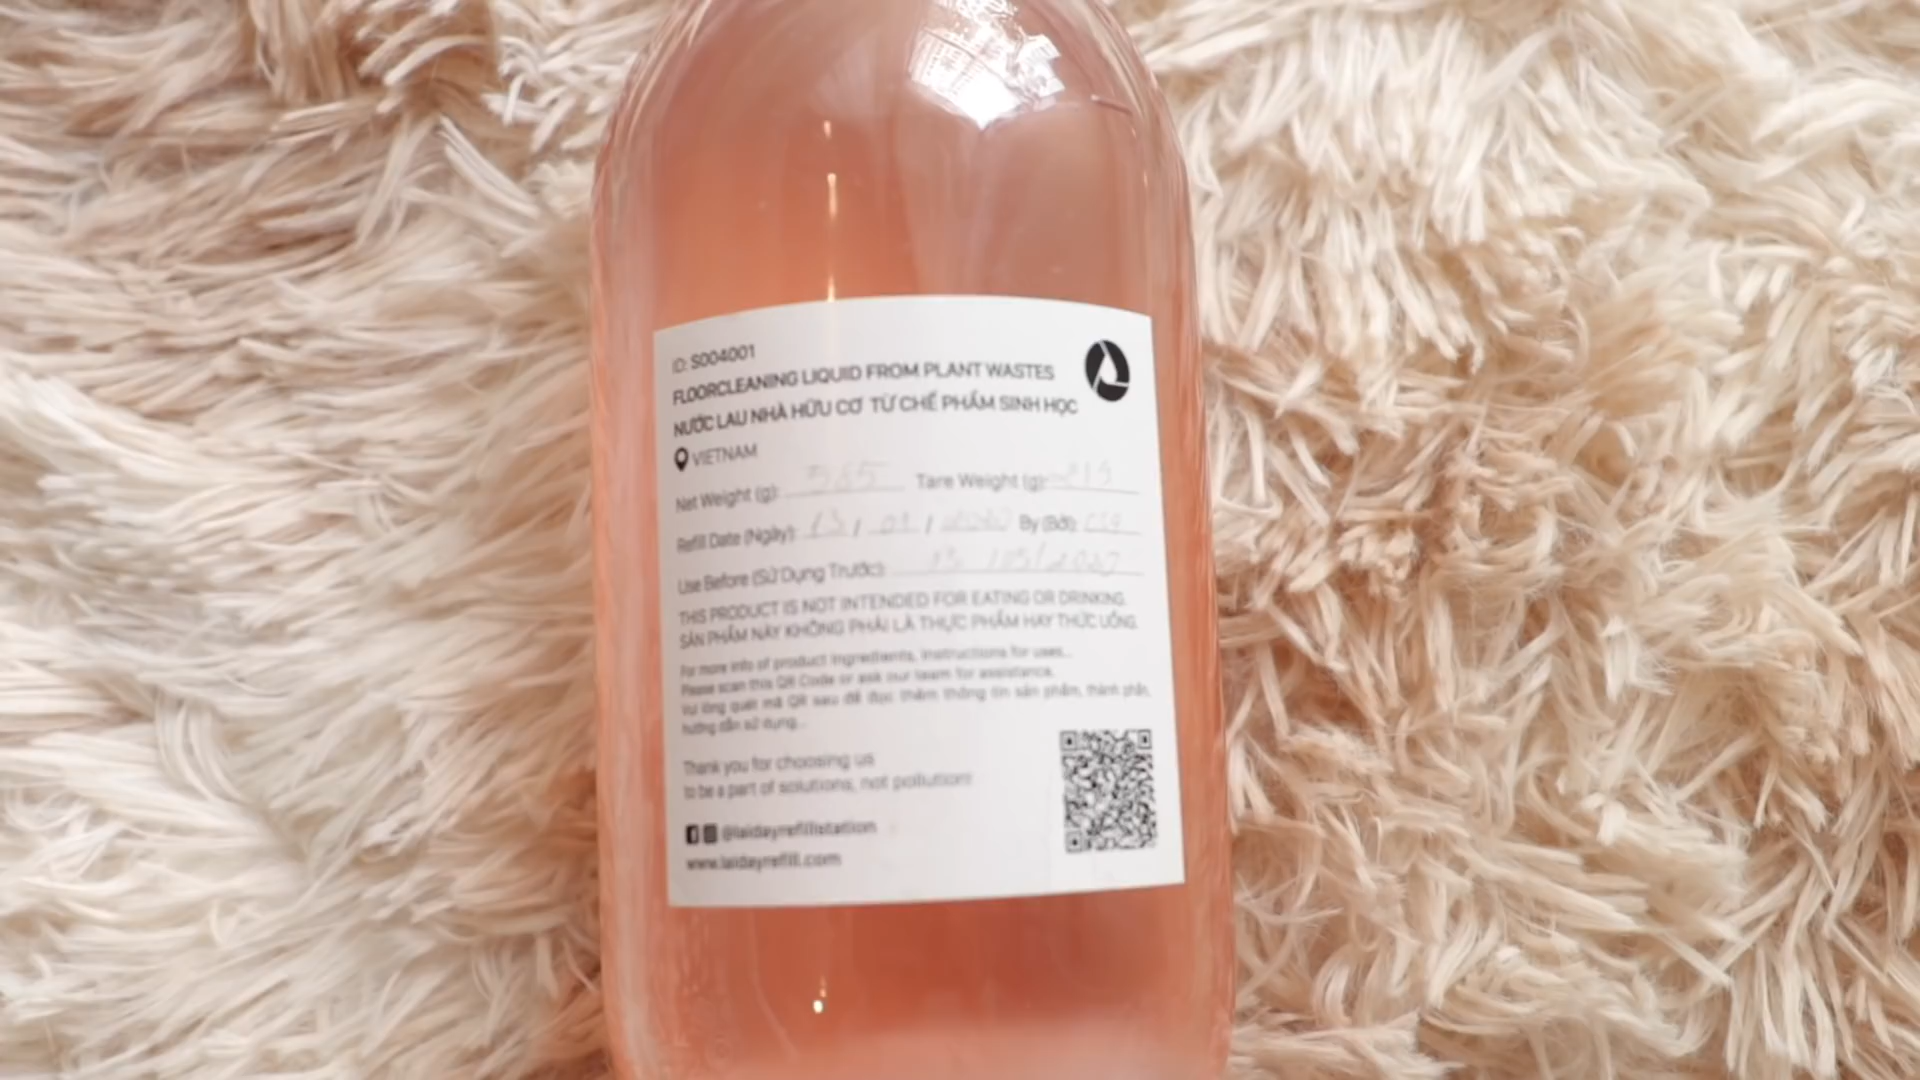 ID: S004001
FLOORCLEANING LIQUID FROM PLANT WASTES
NƯỚC LAU NHÀ HỮU CƠ TỪ CHẾ PHẨM SINH HỌC
VIETNAM
Net Weight (g): Tare Weight (g):
Refill Date (Ngày): 13 / / By (Bởi):
Use Before (Sử Dụng Trước):
THIS PRODUCT IS NOT INTENDED FOR EATING OR DRINKING.
SẢN PHẨM NÀY KHÔNG PHẢI LÀ THỰC PHẨM HAY THỨC UỐNG.
For more info of product ingredients, instructions for uses...
Please scan this QR Code or ask our team for assistance.
Vui lòng quét mã QR sau để đọc thêm thông tin sản phẩm, thành phần,
hướng dẫn sử dụng...
Thank you for choosing us
to be a part of solutions, not pollution!
@laidayrefillstation
www.laidayrefill.com